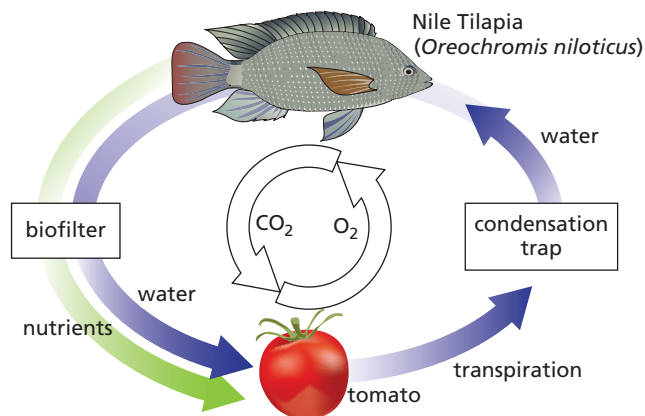 Nile Tilapia
(Oreochromis niloticus)
water
biofilter
CO2
O2
condensation
trap
water
nutrients
transpiration
tomato